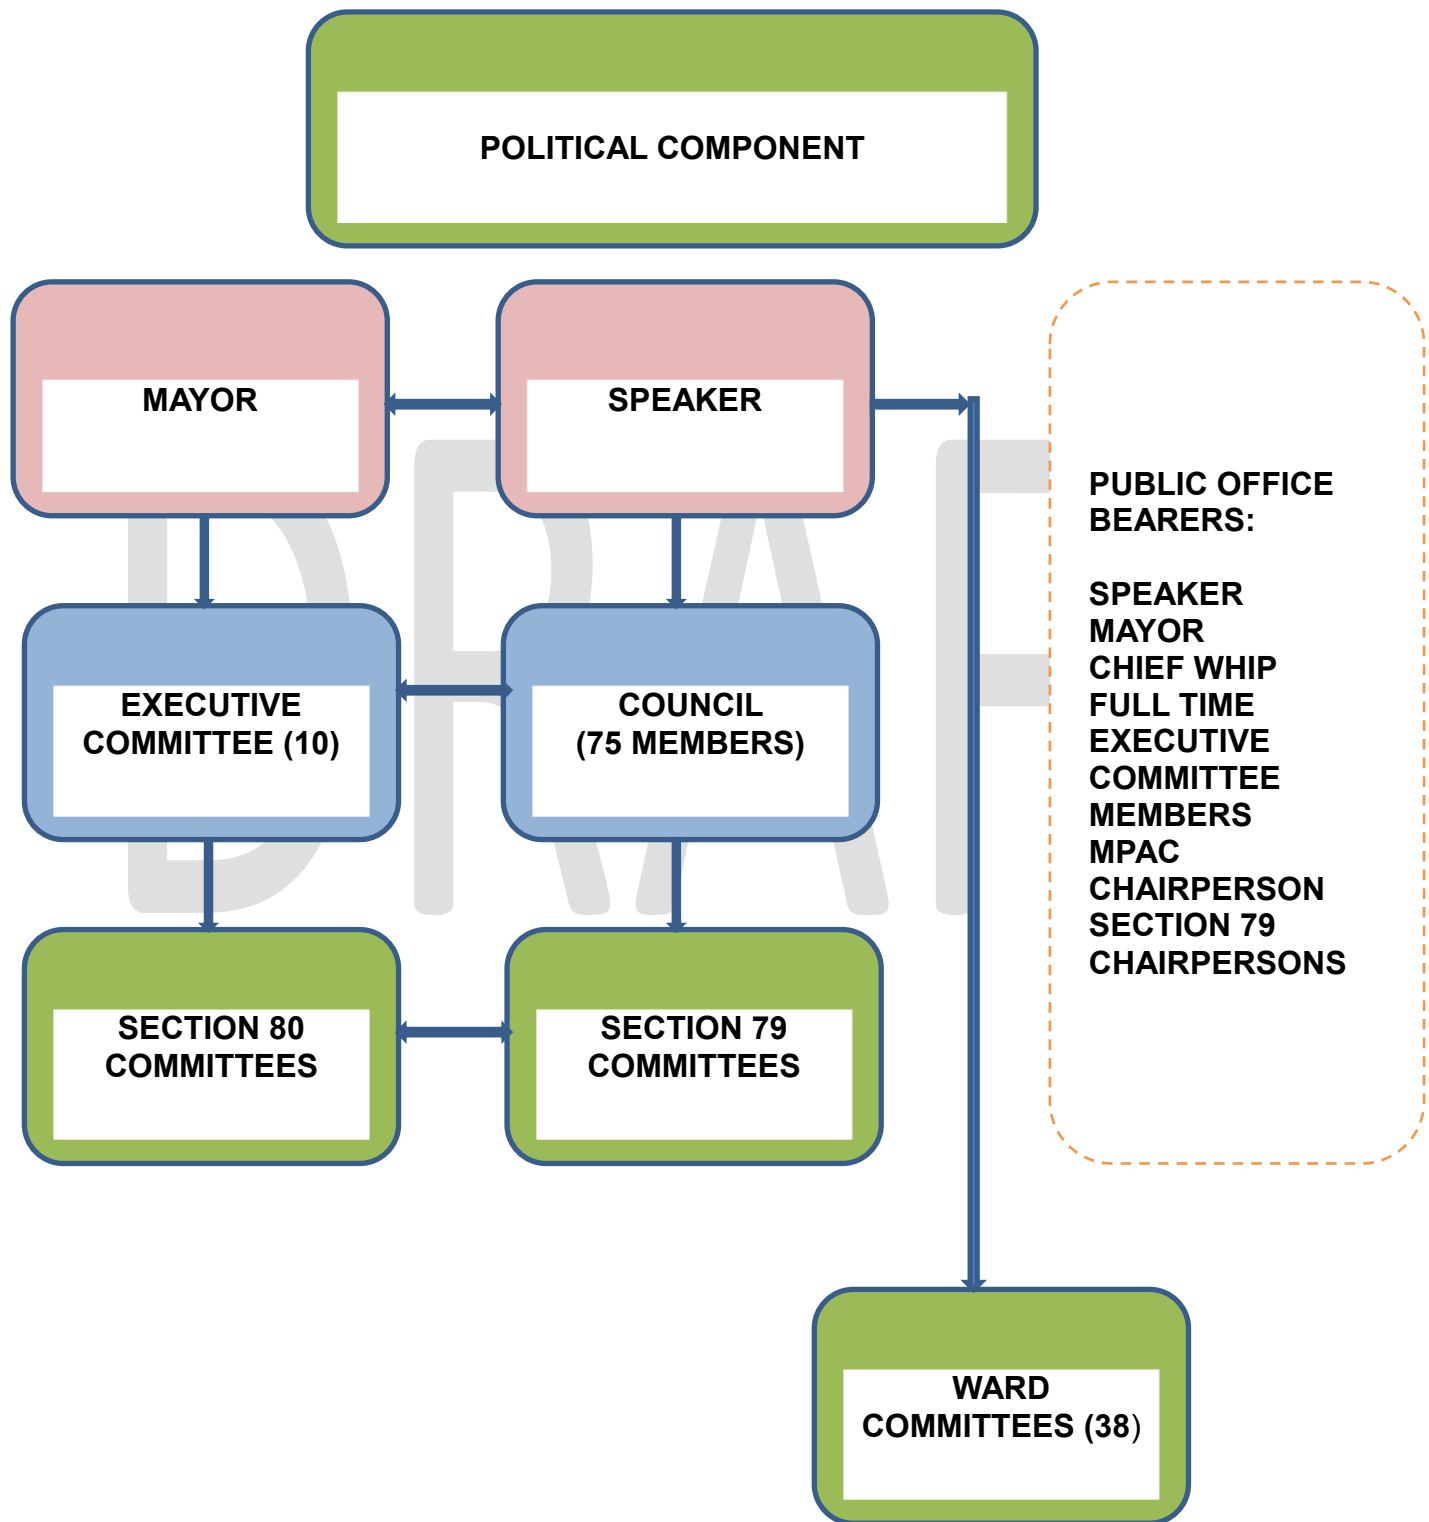 POLITICAL COMPONENT
MAYOR
SPEAKER
EXECUTIVE
COMMITTEE (10)
COUNCIL
(75 MEMBERS)
SECTION 80
COMMITTEES
SECTION 79
COMMITTEES
PUBLIC OFFICE
BEARERS:
SPEAKER
MAYOR
CHIEF WHIP
FULL TIME
EXECUTIVE
COMMITTEE
MEMBERS
MPAC
CHAIRPERSON
SECTION 79
CHAIRPERSONS
WARD
COMMITTEES (38)
DRAF